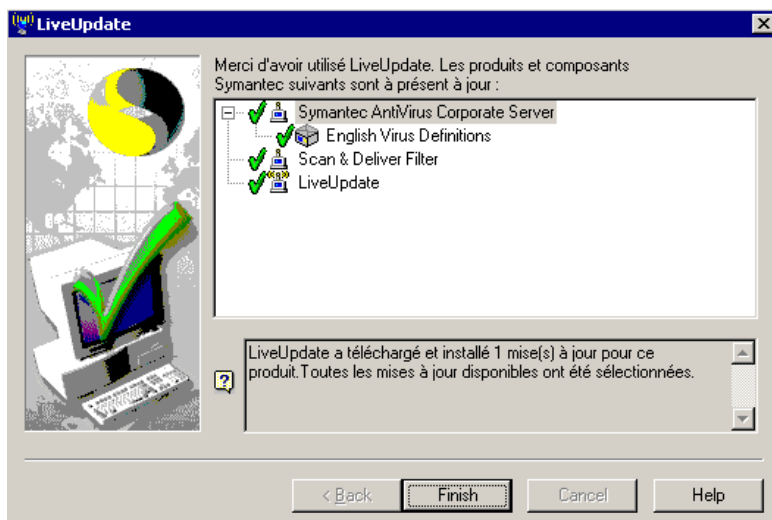 LiveUpdate
Merci d'avoir utilisé LiveUpdate. Les produits et composants
Symantec suivants sont à présent à jour :
Symantec AntiVirus Corporate Server
English Virus Definitions
Scan & Deliver Filter
LiveUpdate
LiveUpdate a téléchargé et installé 1 mise(s) à jour pour ce
produit.Toutes les mises à jour disponibles ont été sélectionnées.
< Back
Finish
Cancel
Help